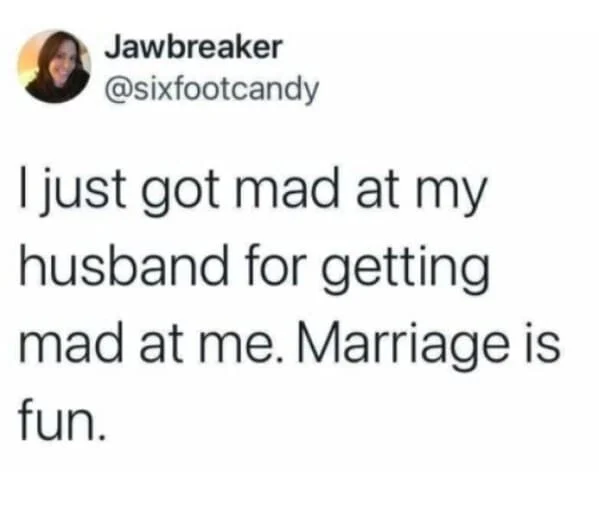 Jawbreaker
@sixfootcandy
I just got mad at my
husband for getting
mad at me. Marriage is
fun.